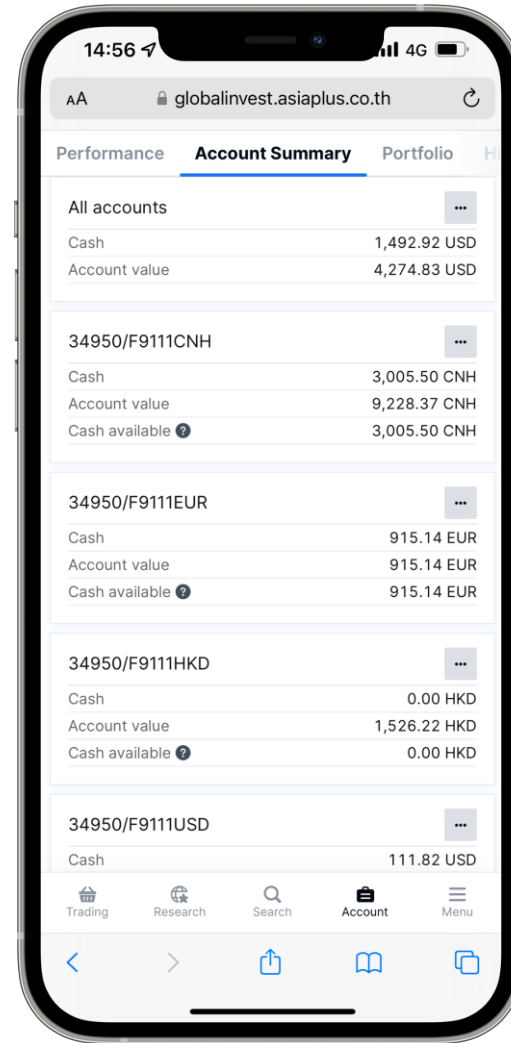 14:56 4G
AA globalinvest.asiaplus.co.th
Performance Account Summary Portfolio H
All accounts
Cash 1,492.92 USD
Account value 4,274.83 USD
34950/F9111CNH
Cash 3,005.50 CNH
Account value 9,228.37 CNH
Cash available ? 3,005.50 CNH
34950/F9111EUR
Cash 915.14 EUR
Account value 915.14 EUR
Cash available ? 915.14 EUR
34950/F9111HKD
Cash 0.00 HKD
Account value 1,526.22 HKD
Cash available ? 0.00 HKD
34950/F9111USD
Cash 111.82 USD
Trading Research Search Account Menu